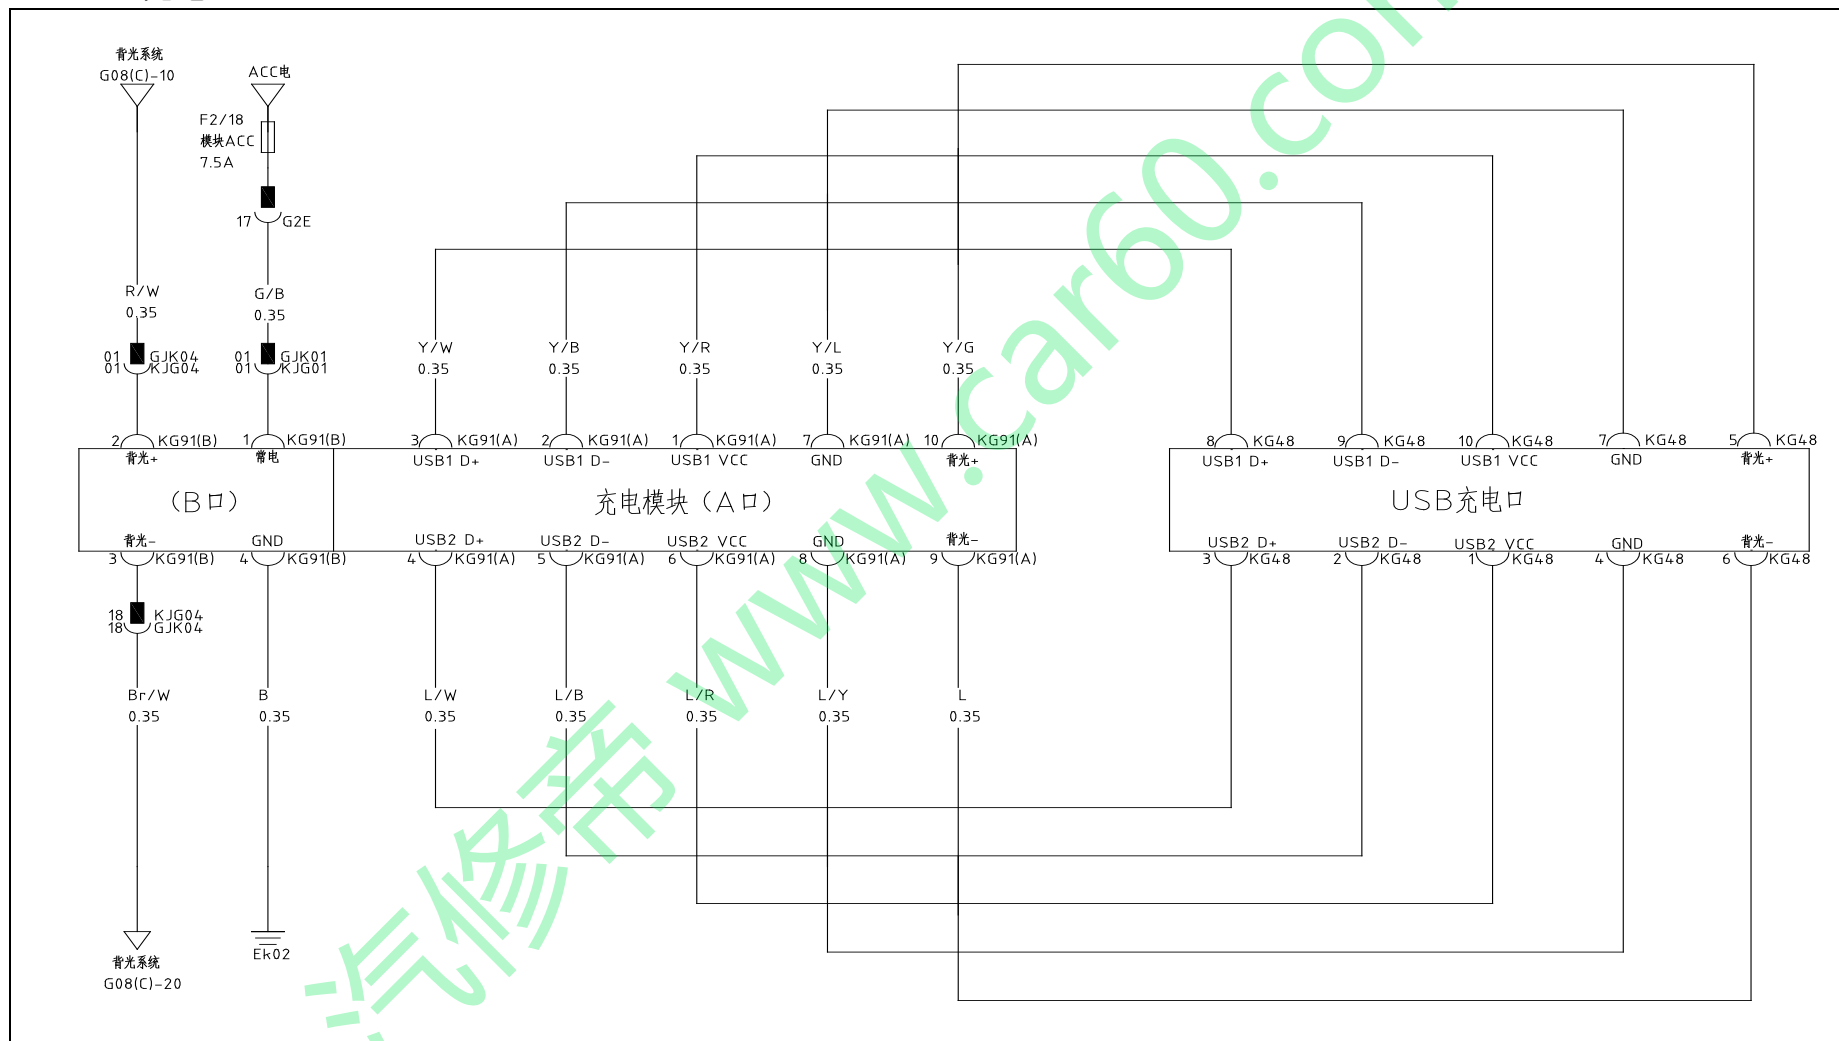 背光系统
G08(C)-10
ACC电
F2/18
模块ACC
7.5A
17 G2E
R/W
0.35
G/B
0.35
01 GJK04
01 KJG04
01 GJK01
01 KJG01
Y/W
0.35
Y/B
0.35
Y/R
0.35
Y/L
0.35
Y/G
0.35
2 KG91(B)
1 KG91(B)
3 KG91(A)
2 KG91(A)
1 KG91(A)
7 KG91(A)
10 KG91(A)
8 KG48
9 KG48
10 KG48
7 KG48
5 KG48
背光+
常电
USB1 D+
USB1 D-
USB1 VCC
GND
背光+
USB1 D+
USB1 D-
USB1 VCC
GND
背光+
(B口)
充电模块(A口)
USB充电口
背光-
GND
USB2 D+
USB2 D-
USB2 VCC
GND
背光-
USB2 D+
USB2 D-
USB2 VCC
GND
背光-
3 KG91(B)
4 KG91(B)
4 KG91(A)
5 KG91(A)
6 KG91(A)
8 KG91(A)
9 KG91(A)
3 KG48
2 KG48
1 KG48
4 KG48
6 KG48
18 KJG04
18 GJK04
Br/W
0.35
B
0.35
L/W
0.35
L/B
0.35
L/R
0.35
L/Y
0.35
L
0.35
背光系统
G08(C)-20
Ek02
汽修帝 www.car60.com